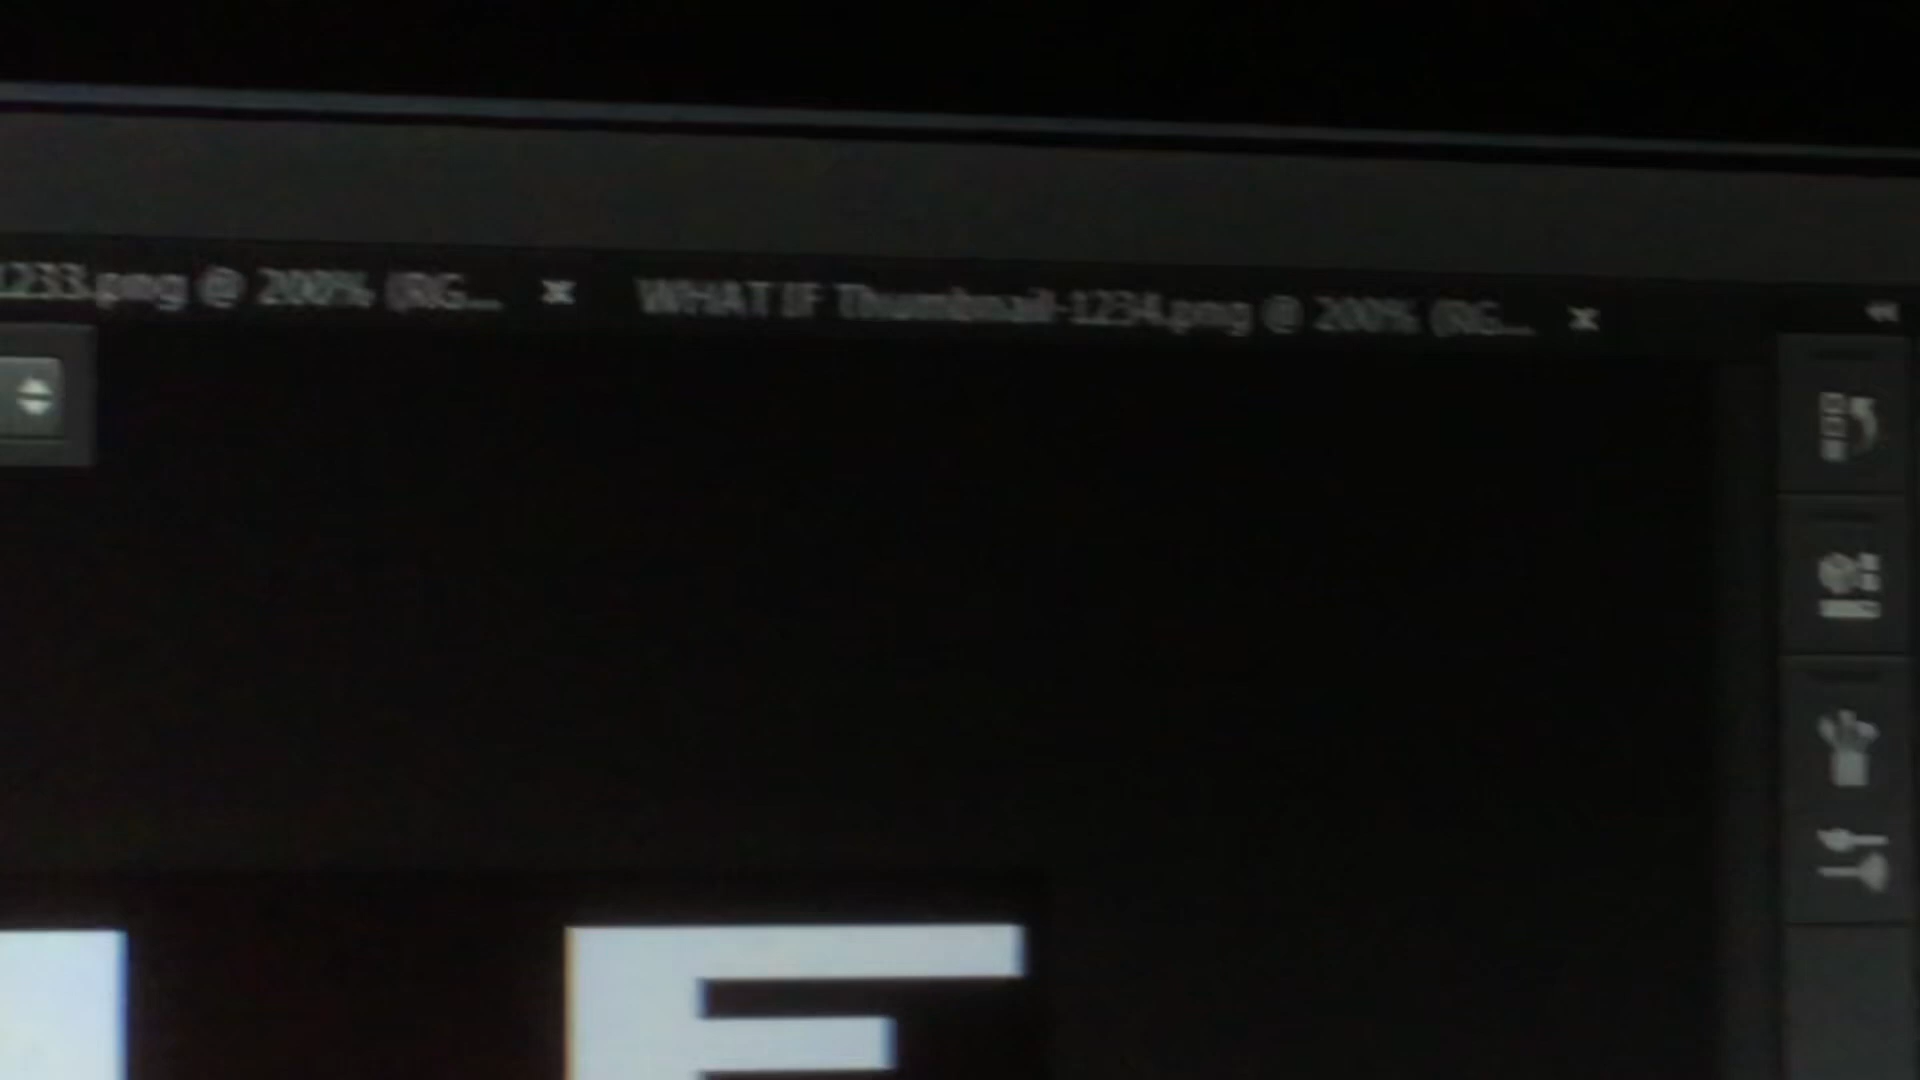 1233.png @ 200% (RG... × WHAT IF Thumbnail-1234.png @ 200% (RG... ×
F